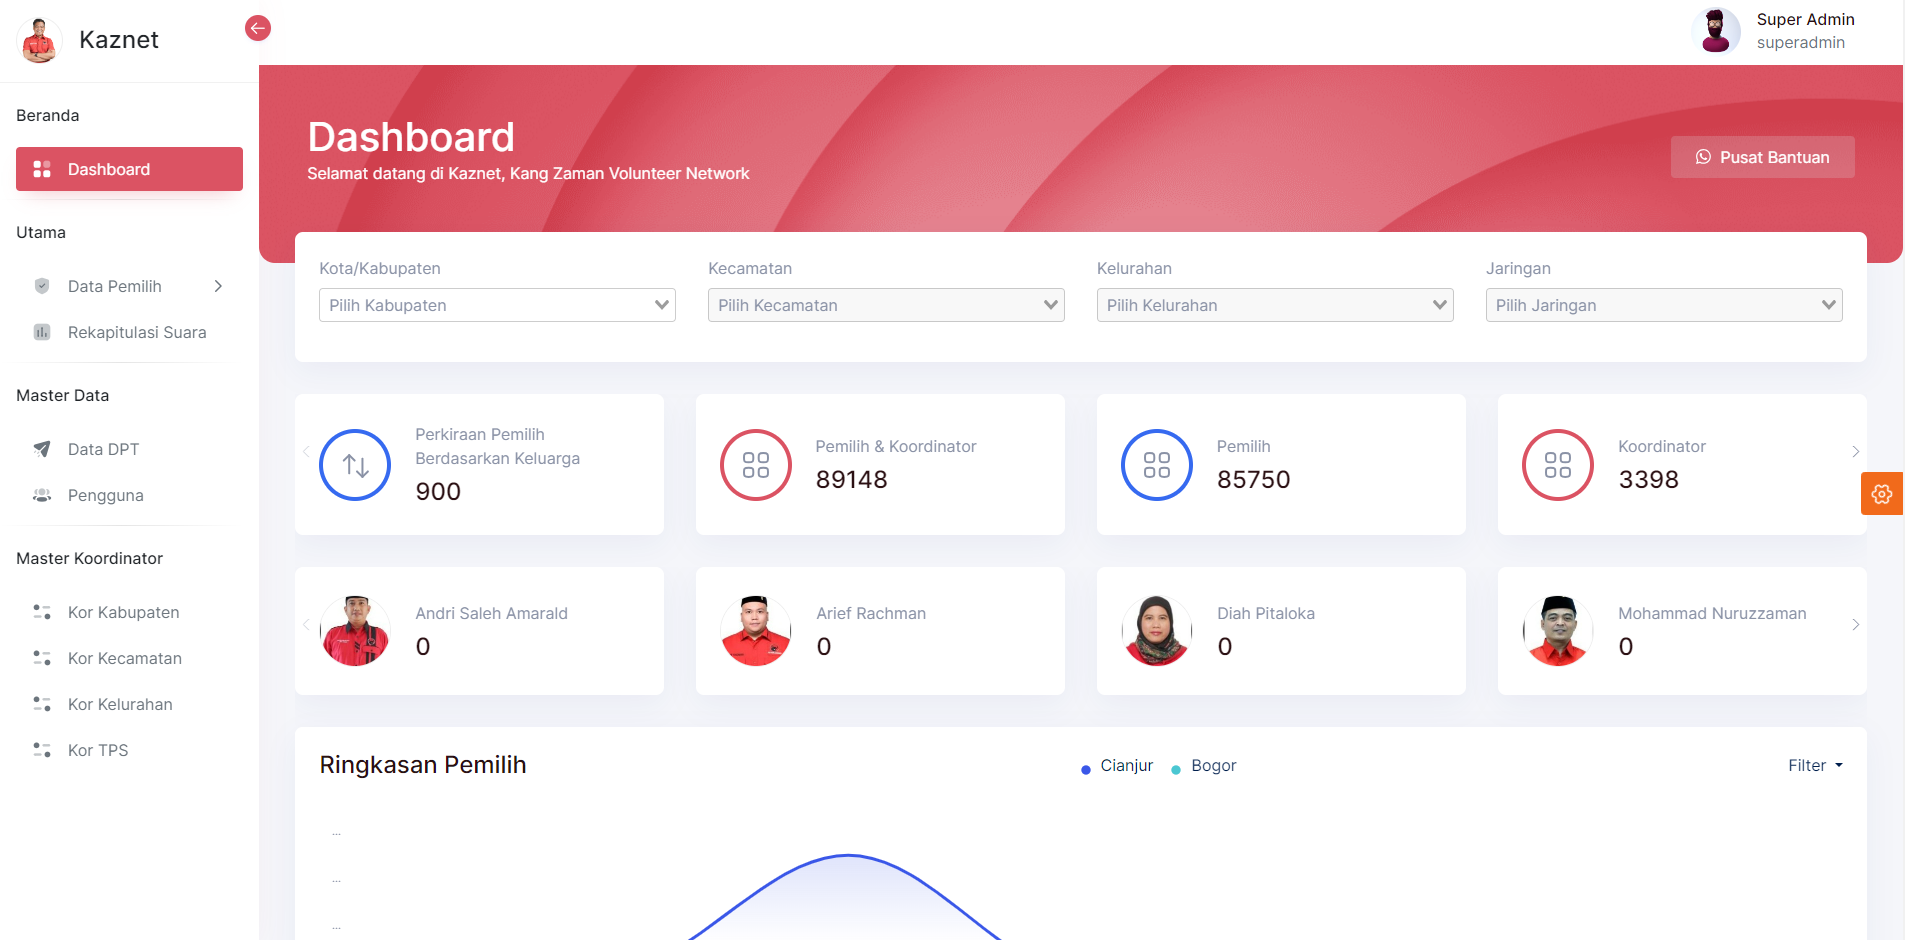 Kaznet
Super Admin
superadmin
Beranda
Dashboard
Utama
Data Pemilih
Rekapitulasi Suara
Master Data
Data DPT
Pengguna
Master Koordinator
Kor Kabupaten
Kor Kecamatan
Kor Kelurahan
Kor TPS
Dashboard
Selamat datang di Kaznet, Kang Zaman Volunteer Network
Pusat Bantuan
Kota/Kabupaten
Pilih Kabupaten
Kecamatan
Pilih Kecamatan
Kelurahan
Pilih Kelurahan
Jaringan
Pilih Jaringan
Perkiraan Pemilih
Berdasarkan Keluarga
900
Pemilih & Koordinator
89148
Pemilih
85750
Koordinator
3398
Andri Saleh Amarald
0
Arief Rachman
0
Diah Pitaloka
0
Mohammad Nuruzzaman
0
Ringkasan Pemilih
Cianjur
Bogor
Filter
...
...
...